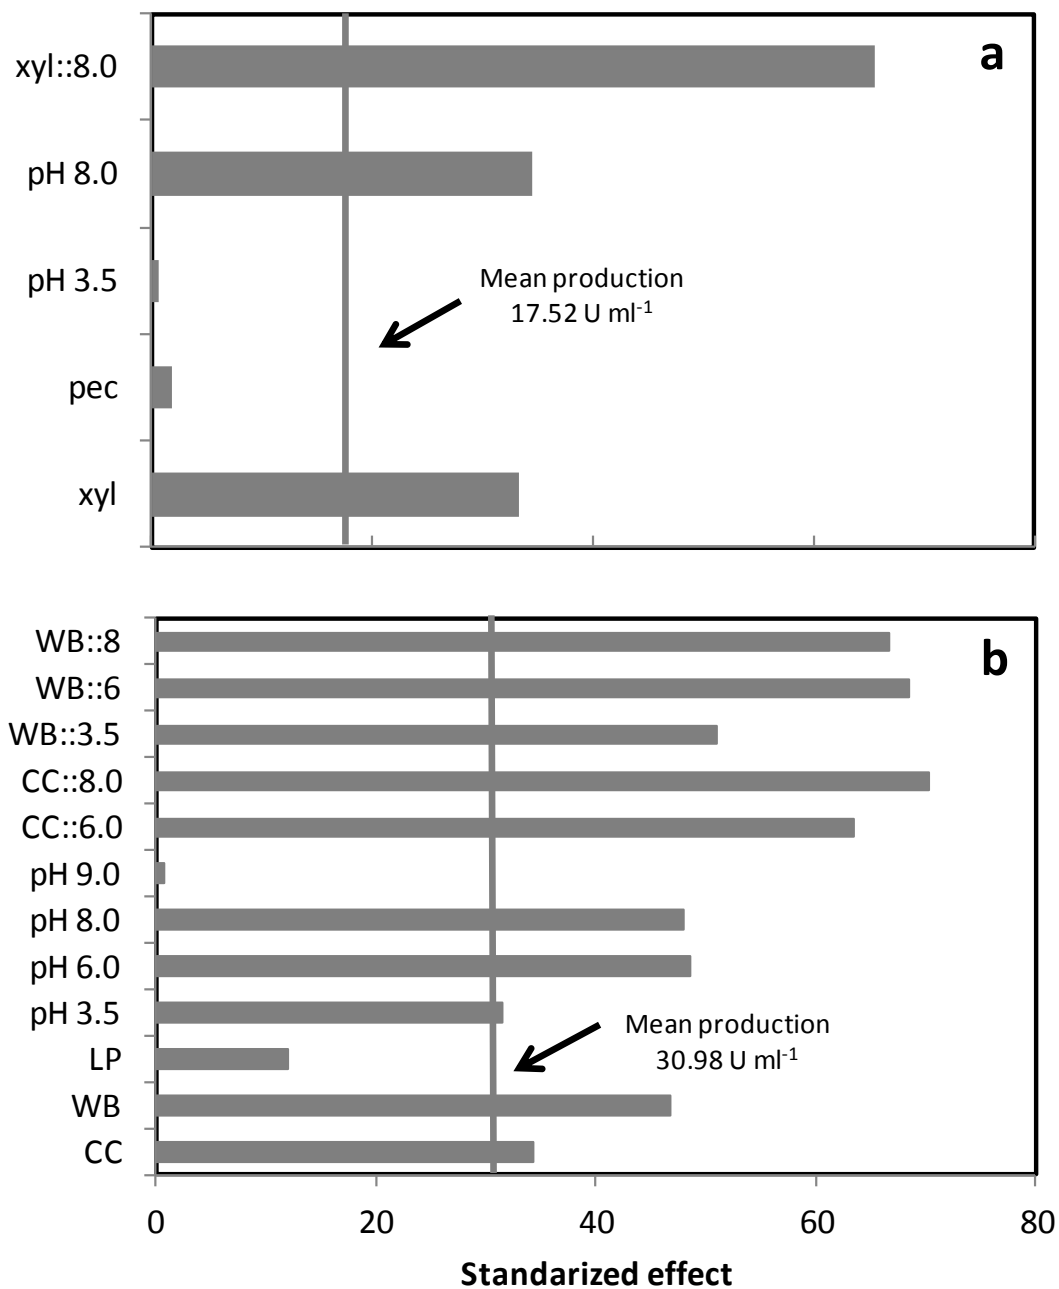 a
xyl::8.0
pH 8.0
pH 3.5
Mean production
17.52 U ml-1
pec
xyl
b
WB::8
WB::6
WB::3.5
CC::8.0
CC::6.0
pH 9.0
pH 8.0
pH 6.0
pH 3.5
Mean production
30.98 U ml-1
LP
WB
CC
0 20 40 60 80
Standarized effect